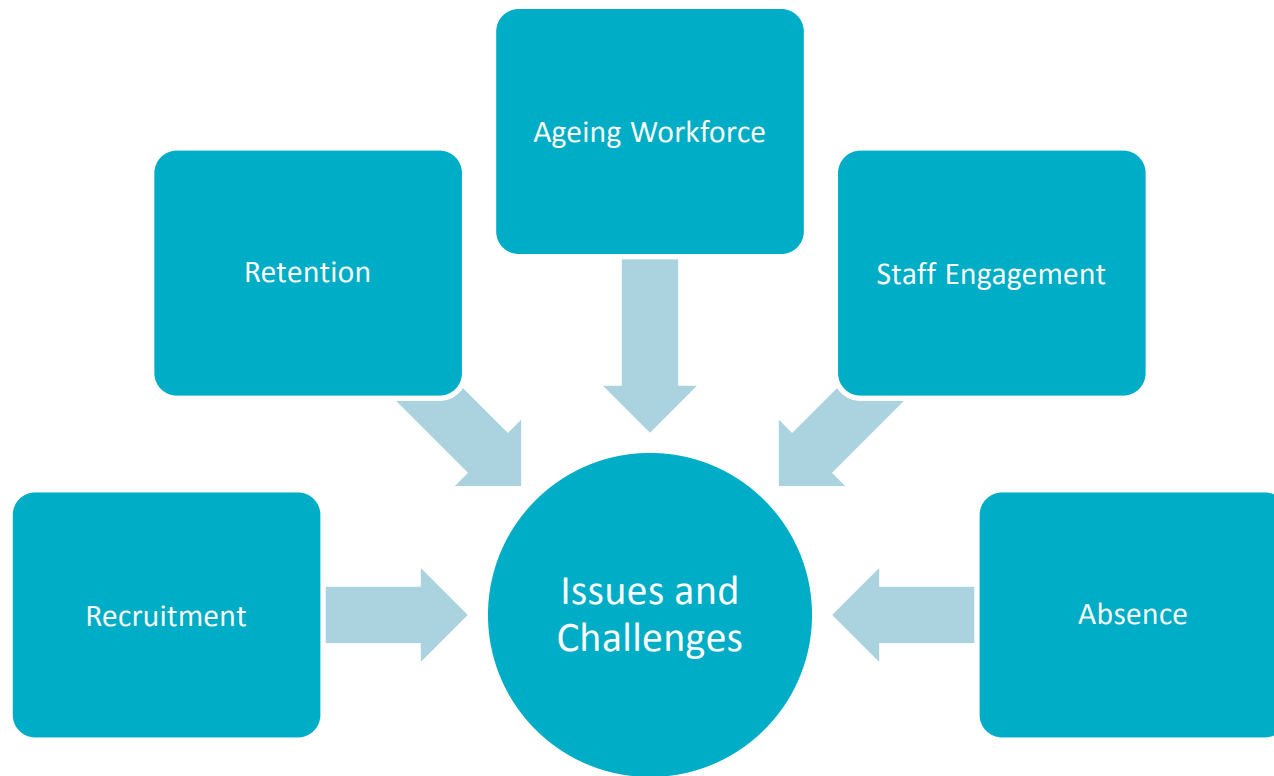 Ageing Workforce
Retention
Staff Engagement
Recruitment
Issues and
Challenges
Absence